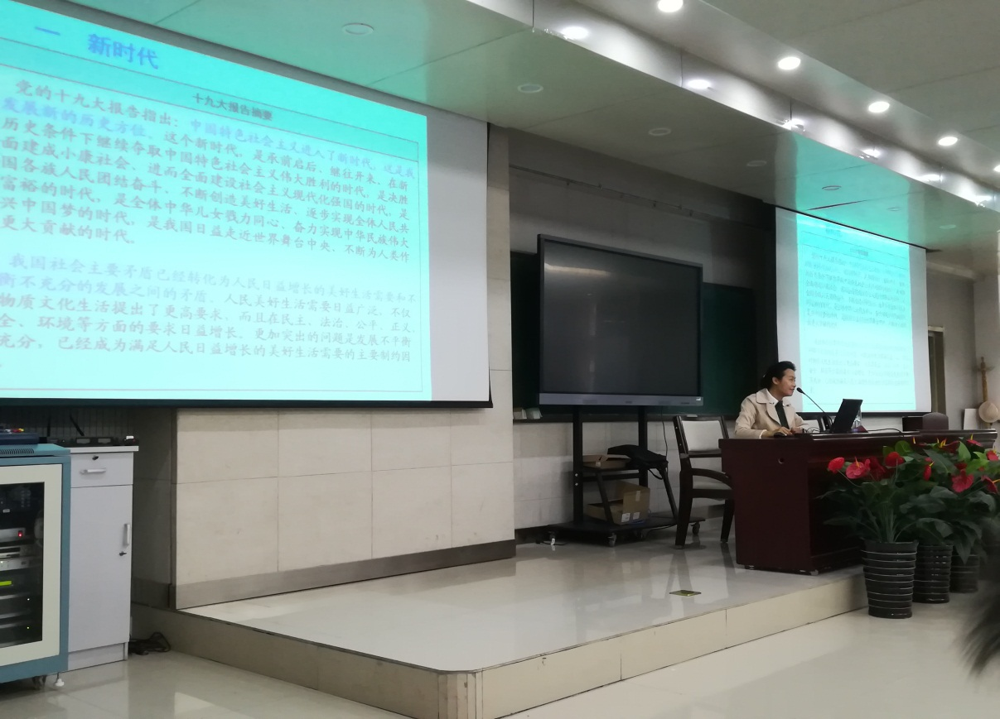 一 新时代
十九大报告摘要
党的十九大报告指出：中国特色社会主义进入了新时代，这是我
发展新的历史方位。这个新时代，是承前启后、继往开来、在新
历史条件下继续夺取中国特色社会主义伟大胜利的时代，是决胜
面建成小康社会、进而全面建设社会主义现代化强国的时代，是
国各族人民团结奋斗、不断创造美好生活、逐步实现全体人民共
富裕的时代，是全体中华儿女戮力同心、奋力实现中华民族伟大
兴中国梦的时代，是我国日益走近世界舞台中央、不断为人类作
更大贡献的时代。
我国社会主要矛盾已经转化为人民日益增长的美好生活需要和不
衡不充分的发展之间的矛盾。人民美好生活需要日益广泛，不仅
物质文化生活提出了更高要求，而且在民主、法治、公平、正义、
全、环境等方面的要求日益增长。更加突出的问题是发展不平衡
充分，已经成为满足人民日益增长的美好生活需要的主要制约因